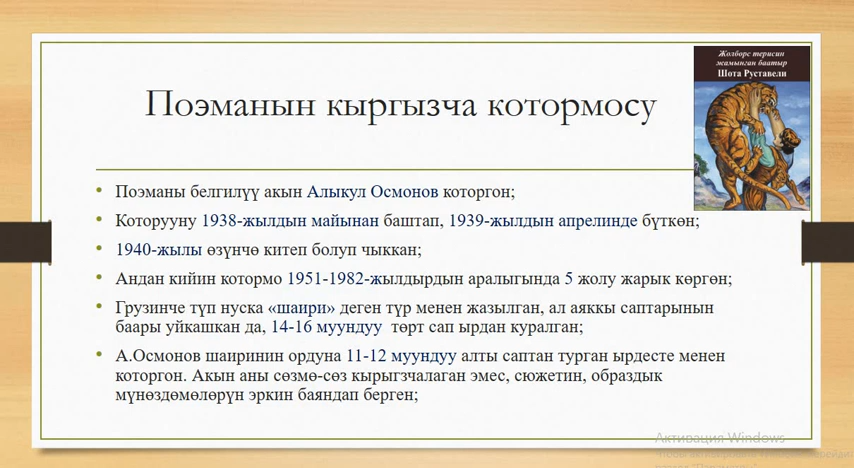 Жолборс терисин
жамынган баатыр
Шота Руставели
Поэманын кыргызча котормосу
• Поэманы белгилүү акын Алыкул Осмонов которгон;
• Которууну 1938-жылдын майынан баштап, 1939-жылдын апрелинде бүткөн;
• 1940-жылы өзүнчө китеп болуп чыккан;
• Андан кийин котормо 1951-1982-жылдырдын аралыгында 5 жолу жарык көргөн;
• Грузинче түп нуска «шаири» деген түр менен жазылган, ал аяккы саптарынын
баары уйкашкан да, 14-16 муундуу төрт сап ырдан куралган;
• А.Осмонов шаиринин ордуна 11-12 муундуу алты саптан турган ырдесте менен
которгон. Акын аны сөзмө-сөз кырыгзчалаган эмес, сюжетин, образдык
мүнөздөмөлөрүн эркин баяндап берген;
Активация Windows